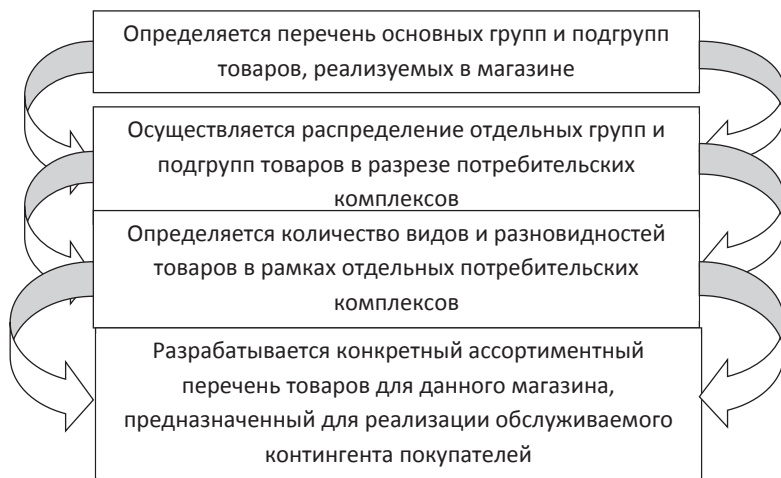 Определяется перечень основных групп и подгрупп
товаров, реализуемых в магазине
Осуществляется распределение отдельных групп и
подгрупп товаров в разрезе потребительских
комплексов
Определяется количество видов и разновидностей
товаров в рамках отдельных потребительских
комплексов
Разрабатывается конкретный ассортиментный
перечень товаров для данного магазина,
предназначенный для реализации обслуживаемого
контингента покупателей